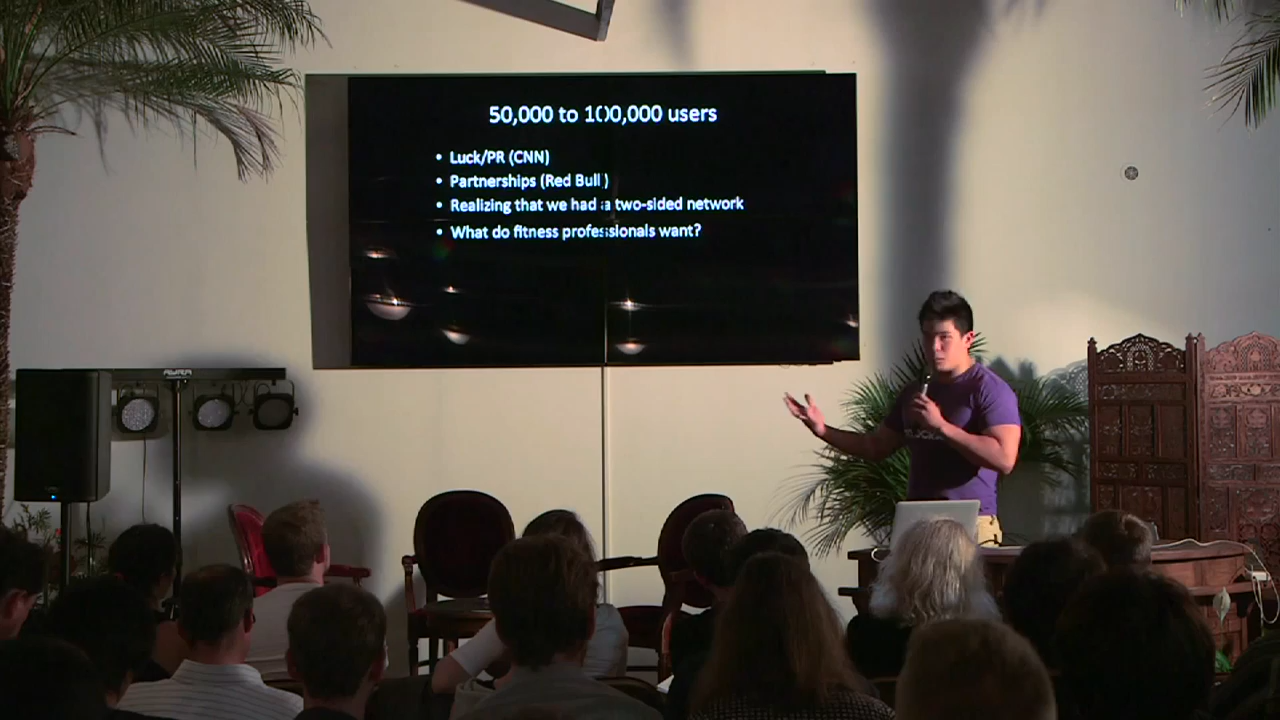 50,000 to 100,000 users
• Luck/PR (CNN)
• Partnerships (Red Bull)
• Realizing that we had a two-sided network
• What do fitness professionals want?